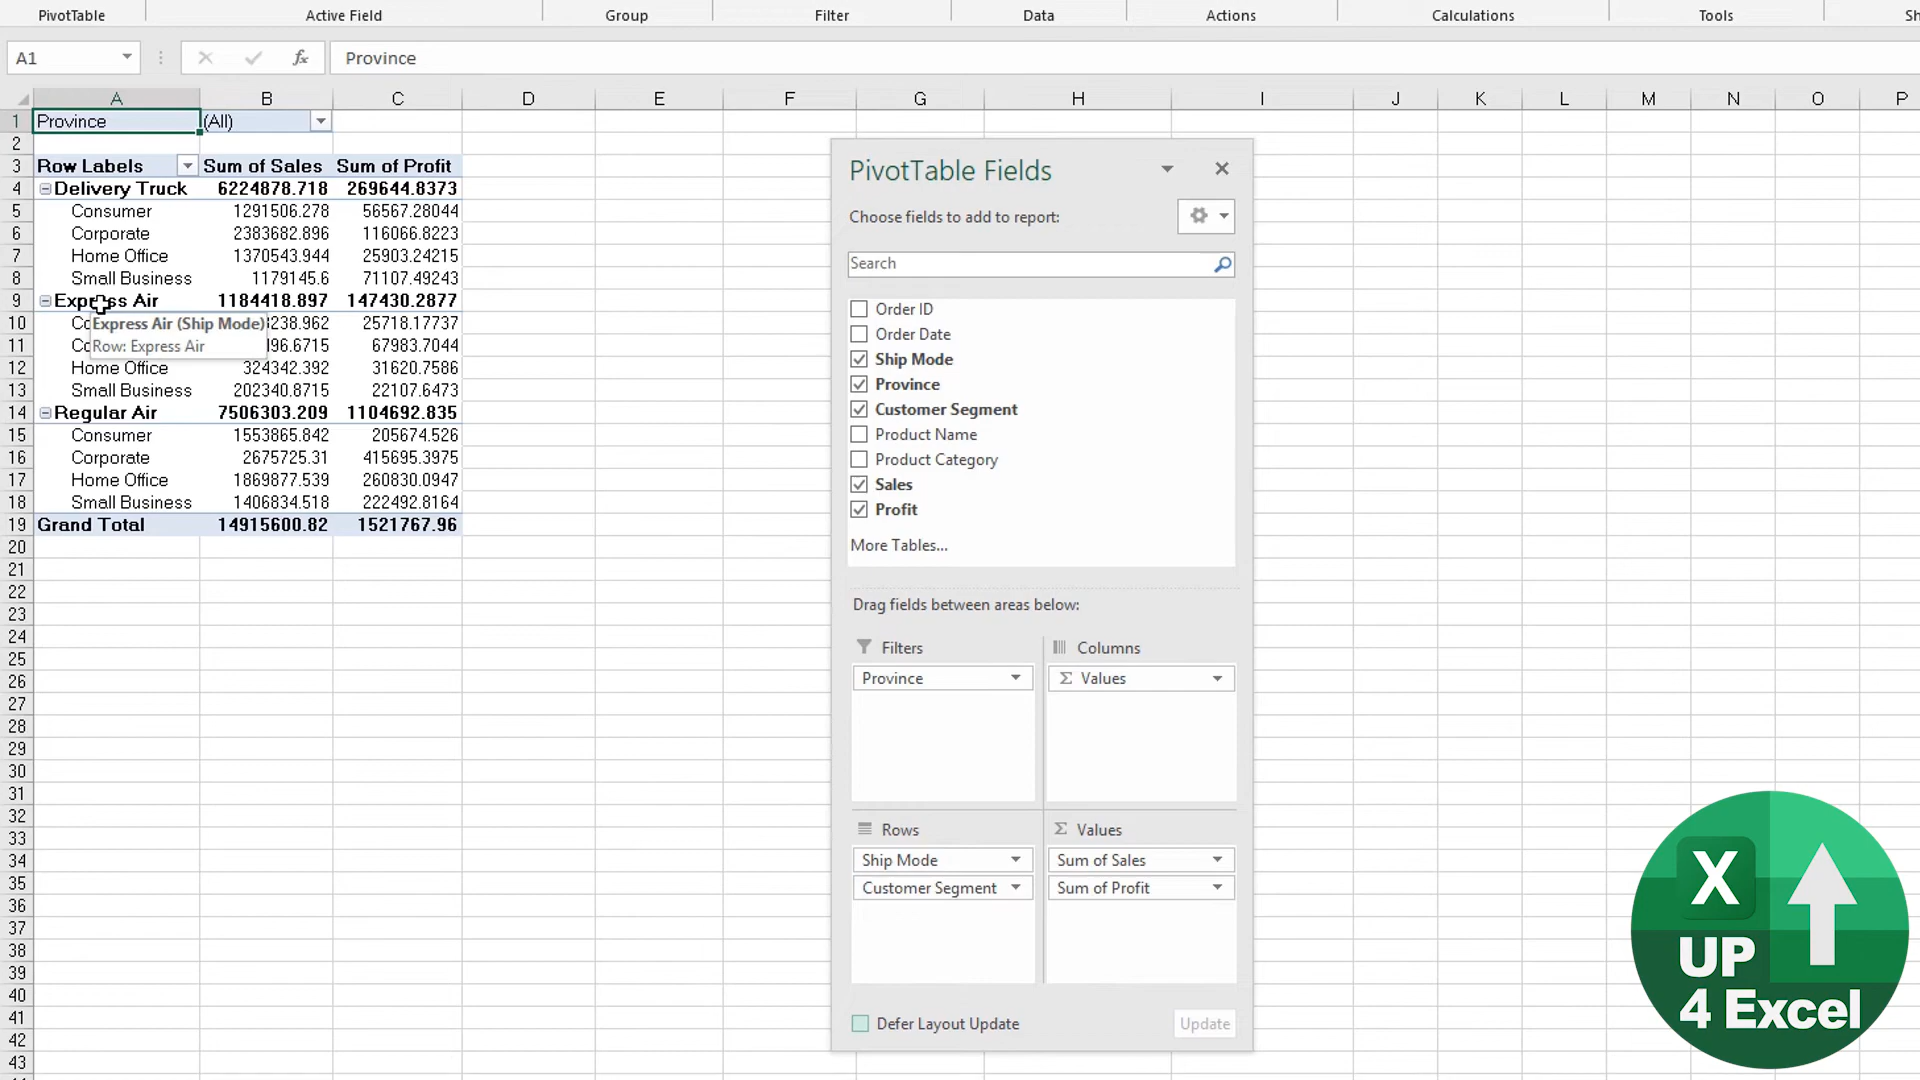 PivotTable Active Field Group Filter Data Actions Calculations Tools Sh
A1 fx Province
A B C D E F G H I J K L M N O P
1 Province (All)
2
3 Row Labels Sum of Sales Sum of Profit
4 Delivery Truck 6224878.718 269644.8373
5 Consumer 1291506.278 56567.28044
6 Corporate 2383682.896 116066.8223
7 Home Office 1370543.944 25903.24215
8 Small Business 1179145.6 71107.49243
9 Express Air 1184418.897 147430.2877
10 Co 238.962 25718.17737
Express Air (Ship Mode)
11 Co 96.6715 67983.7044
Row: Express Air
12 Home Office 324342.392 31620.7586
13 Small Business 202340.8715 22107.6473
14 Regular Air 7506303.209 1104692.835
15 Consumer 1553865.842 205674.526
16 Corporate 2675725.31 415695.3975
17 Home Office 1869877.539 260830.0947
18 Small Business 1406834.518 222492.8164
19 Grand Total 14915600.82 1521767.96
20
21
22
23
24
25
26
27
28
29
30
31
32
33
34
35
36
37
38
39
40
41
42
43
PivotTable Fields
Choose fields to add to report:
Search
Order ID
Order Date
Ship Mode
Province
Customer Segment
Product Name
Product Category
Sales
Profit
More Tables...
Drag fields between areas below:
Filters
Province
Columns
Σ Values
Rows
Ship Mode
Customer Segment
Σ Values
Sum of Sales
Sum of Profit
Defer Layout Update
Update
X
UP
4 Excel